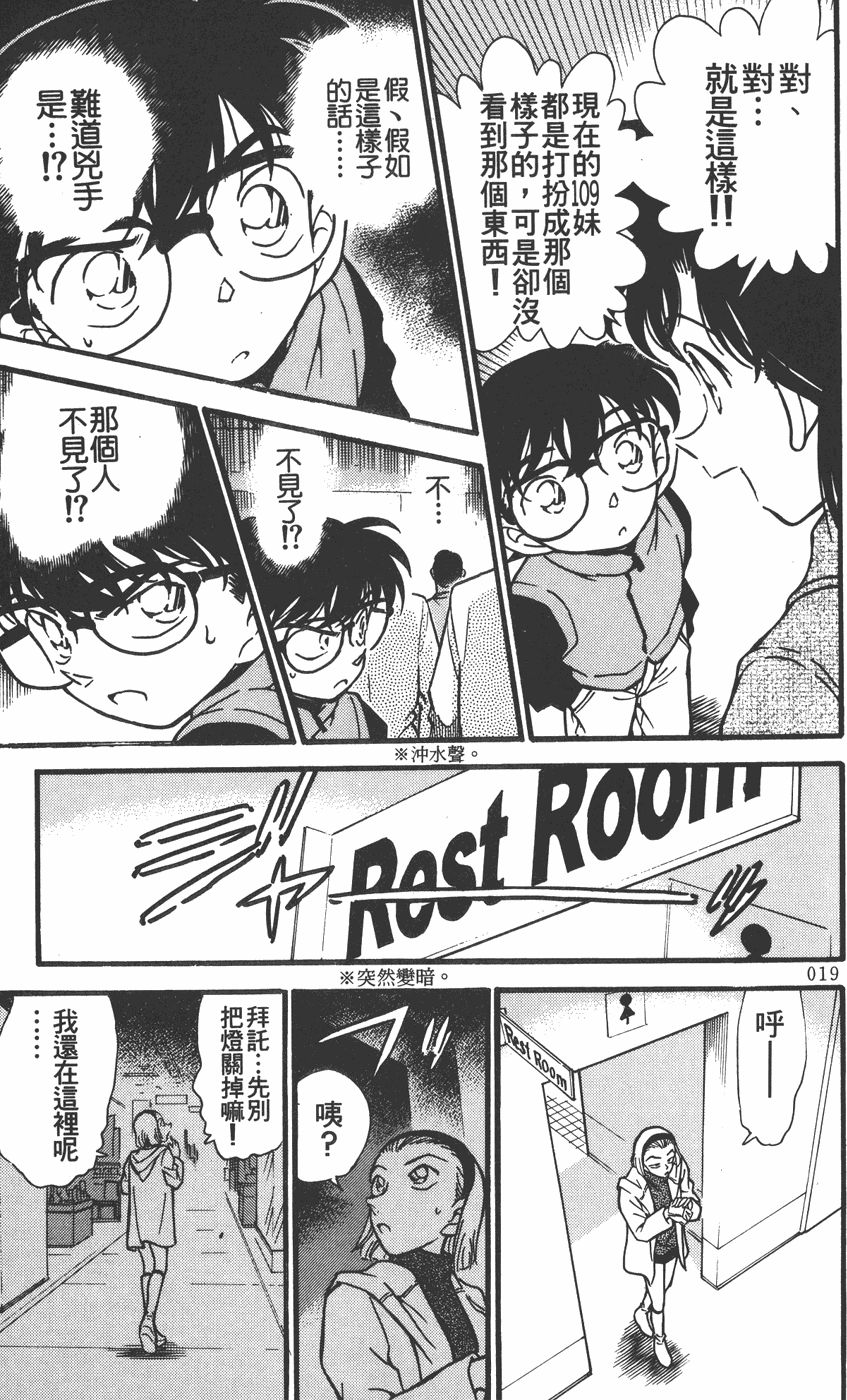 對、
對…
就是這樣!!
現在的109妹
都是打扮成那個
樣子的，可是卻沒
看到那個東西！
假、假如
是這樣子
的話……
難道兇手
是…!?
不…
不見了!?
那個人
不見了!?
※沖水聲。
Rest Room
※突然變暗。
019
呼—
Rest Room
咦？
拜託…先別
把燈關掉嘛！
我還在這裡呢
……